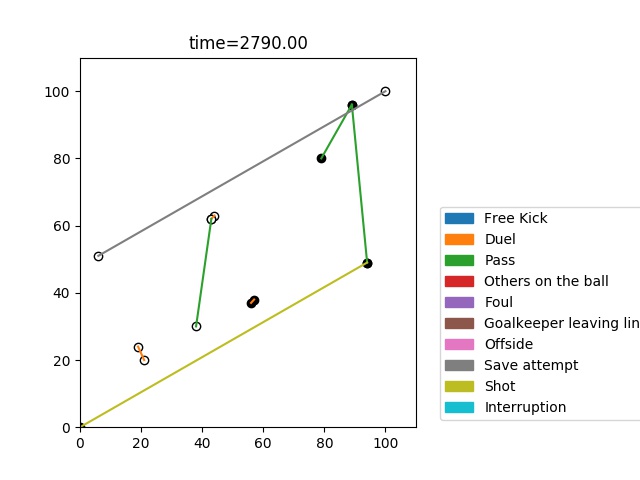 time=2790.00
100
80
60
40
20
0
0 20 40 60 80 100
Free Kick
Duel
Pass
Others on the ball
Foul
Goalkeeper leaving lin
Offside
Save attempt
Shot
Interruption